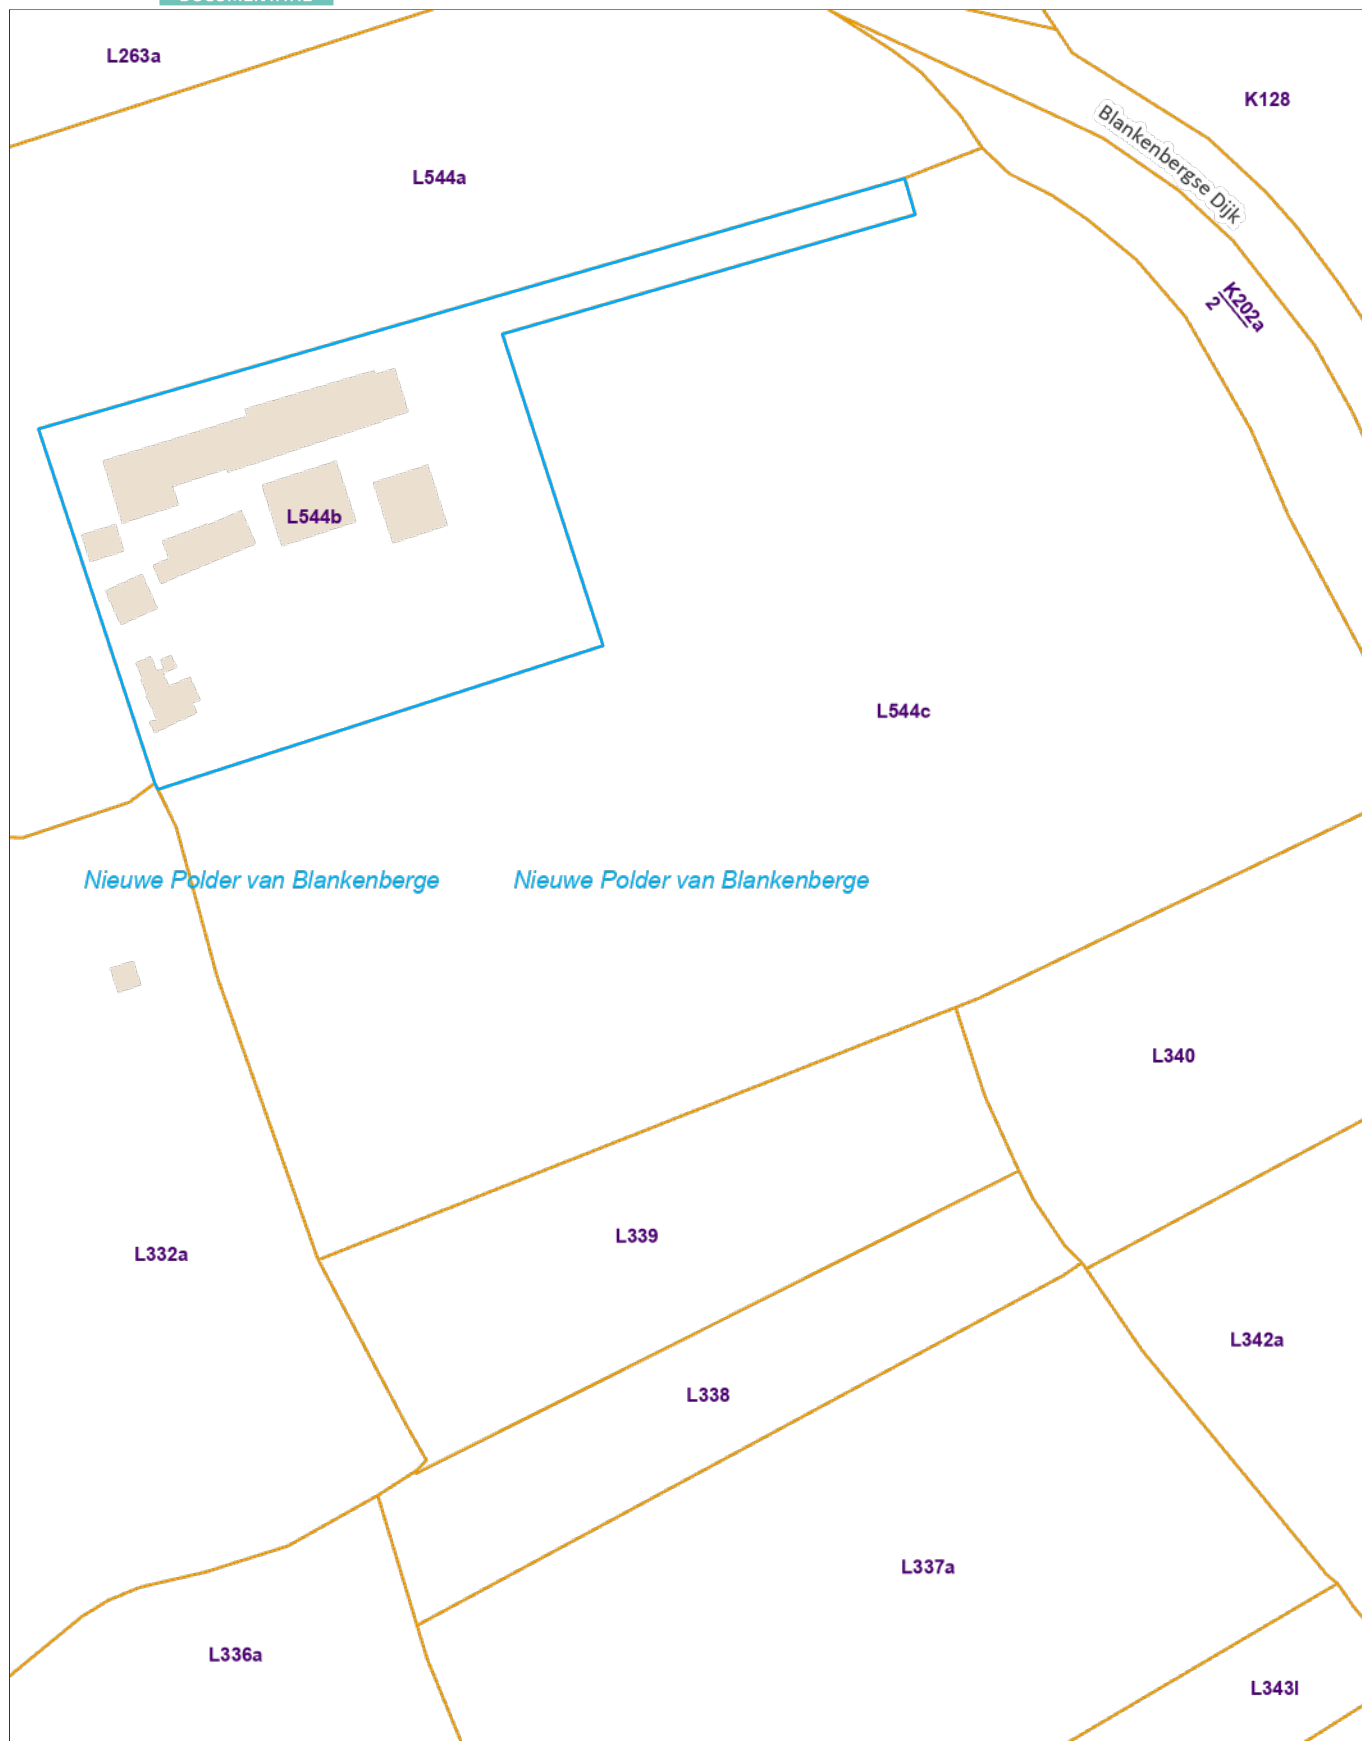 L263a
K128
Blankenbergse Dijk
L544a
K202a
2
L544b
L544c
Nieuwe Polder van Blankenberge
Nieuwe Polder van Blankenberge
L340
L339
L332a
L342a
L338
L337a
L336a
L343l